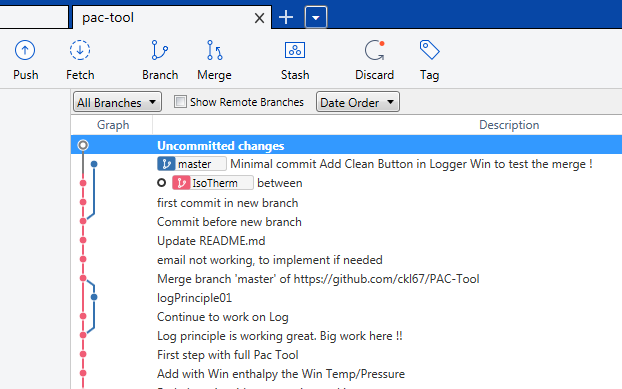 pac-tool
Push Fetch Branch Merge Stash Discard Tag
All Branches Show Remote Branches Date Order
Graph Description
Uncommitted changes
master Minimal commit Add Clean Button in Logger Win to test the merge !
IsoTherm between
first commit in new branch
Commit before new branch
Update README.md
email not working, to implement if needed
Merge branch 'master' of https://github.com/ckl67/PAC-Tool
logPrinciple01
Continue to work on Log
Log principle is working great. Big work here !!
First step with full Pac Tool
Add with Win enthalpy the Win Temp/Pressure